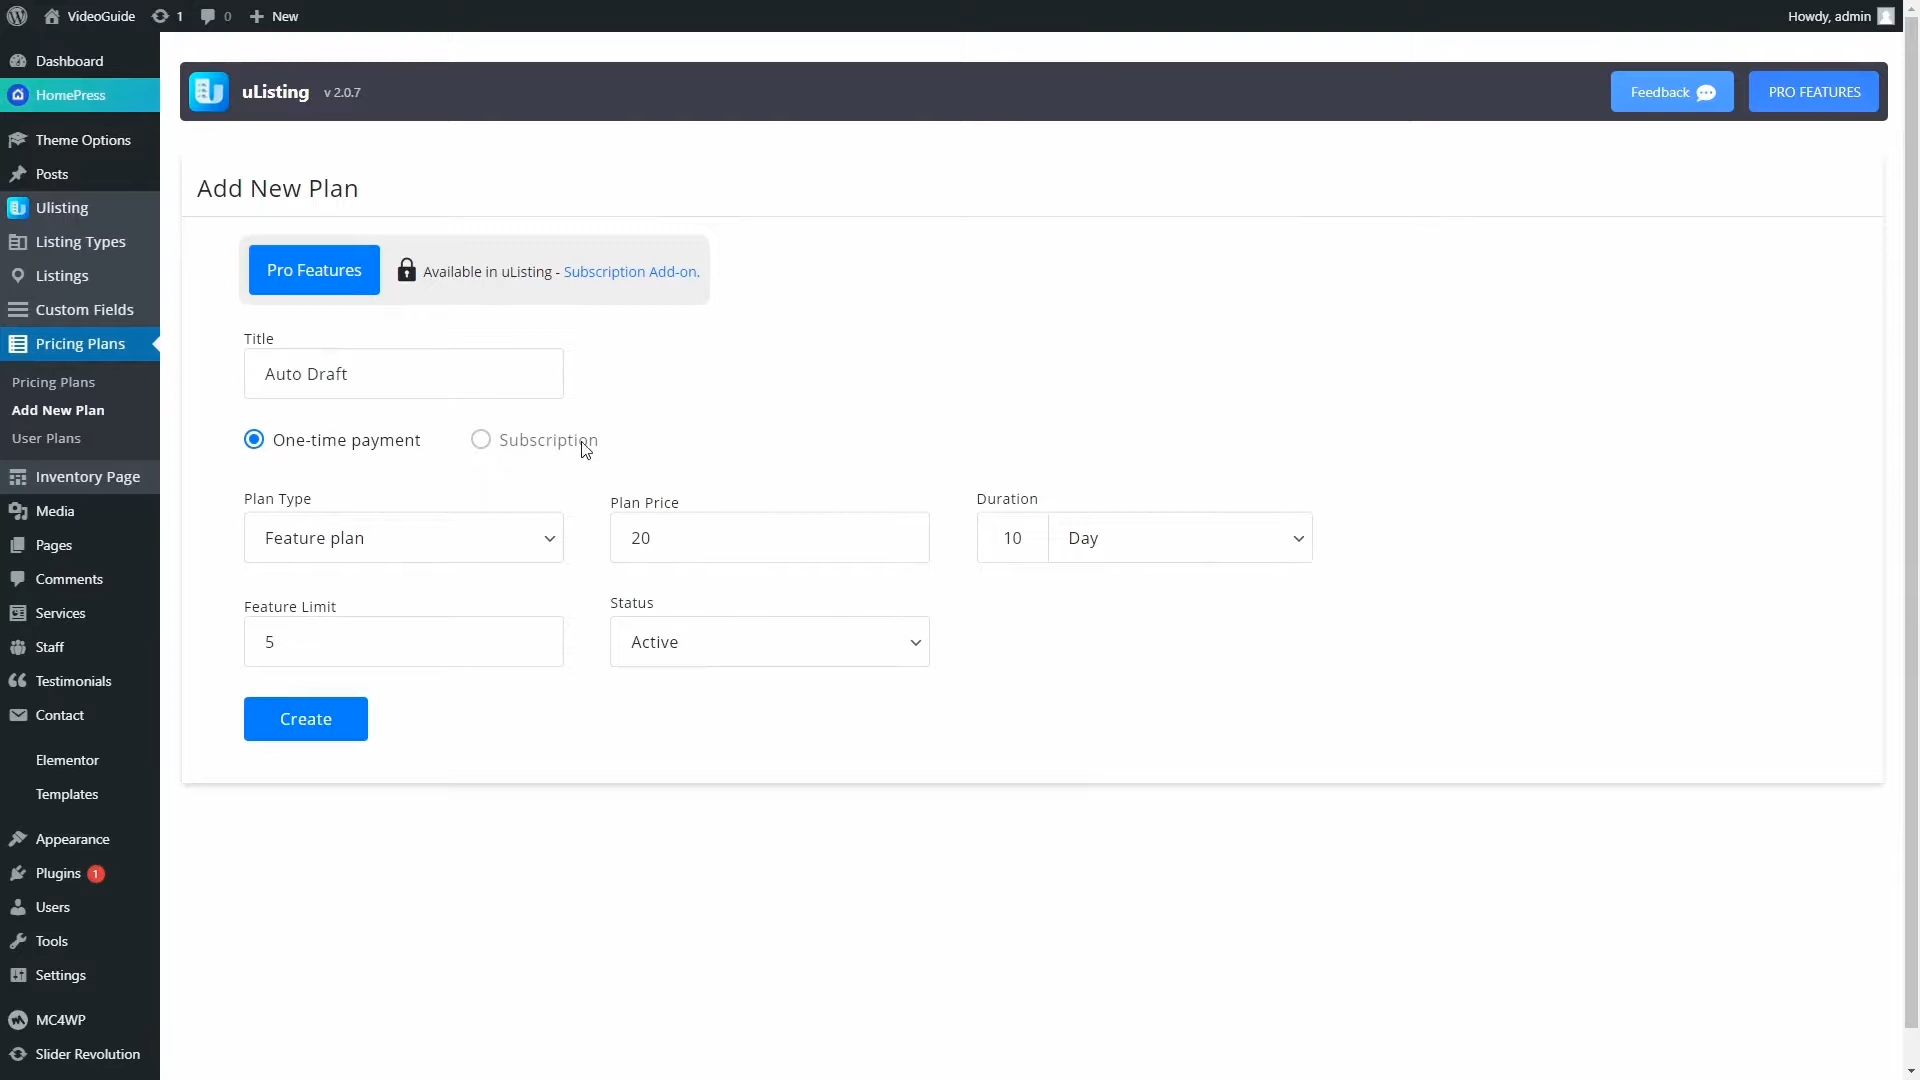 VideoGuide 1 0 New Howdy, admin
Dashboard
HomePress
Theme Options
Posts
Ulisting
Listing Types
Listings
Custom Fields
Pricing Plans
Pricing Plans
Add New Plan
User Plans
Inventory Page
Media
Pages
Comments
Services
Staff
Testimonials
Contact
Elementor
Templates
Appearance
Plugins 1
Users
Tools
Settings
MC4WP
Slider Revolution
uListing v 2.0.7 Feedback PRO FEATURES
Add New Plan
Pro Features Available in uListing - Subscription Add-on.
Title
Auto Draft
One-time payment Subscription
Plan Type Plan Price Duration
Feature plan 20 10 Day
Feature Limit Status
5 Active
Create